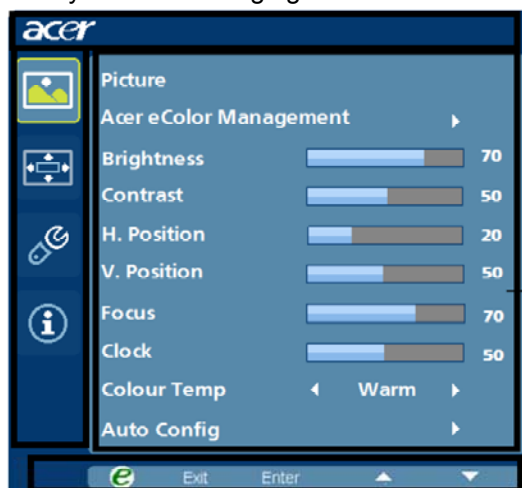 acer
Picture
Acer eColor Management
Brightness 70
Contrast 50
H. Position 20
V. Position 50
Focus 70
Clock 50
Colour Temp Warm
Auto Config
e Exit Enter